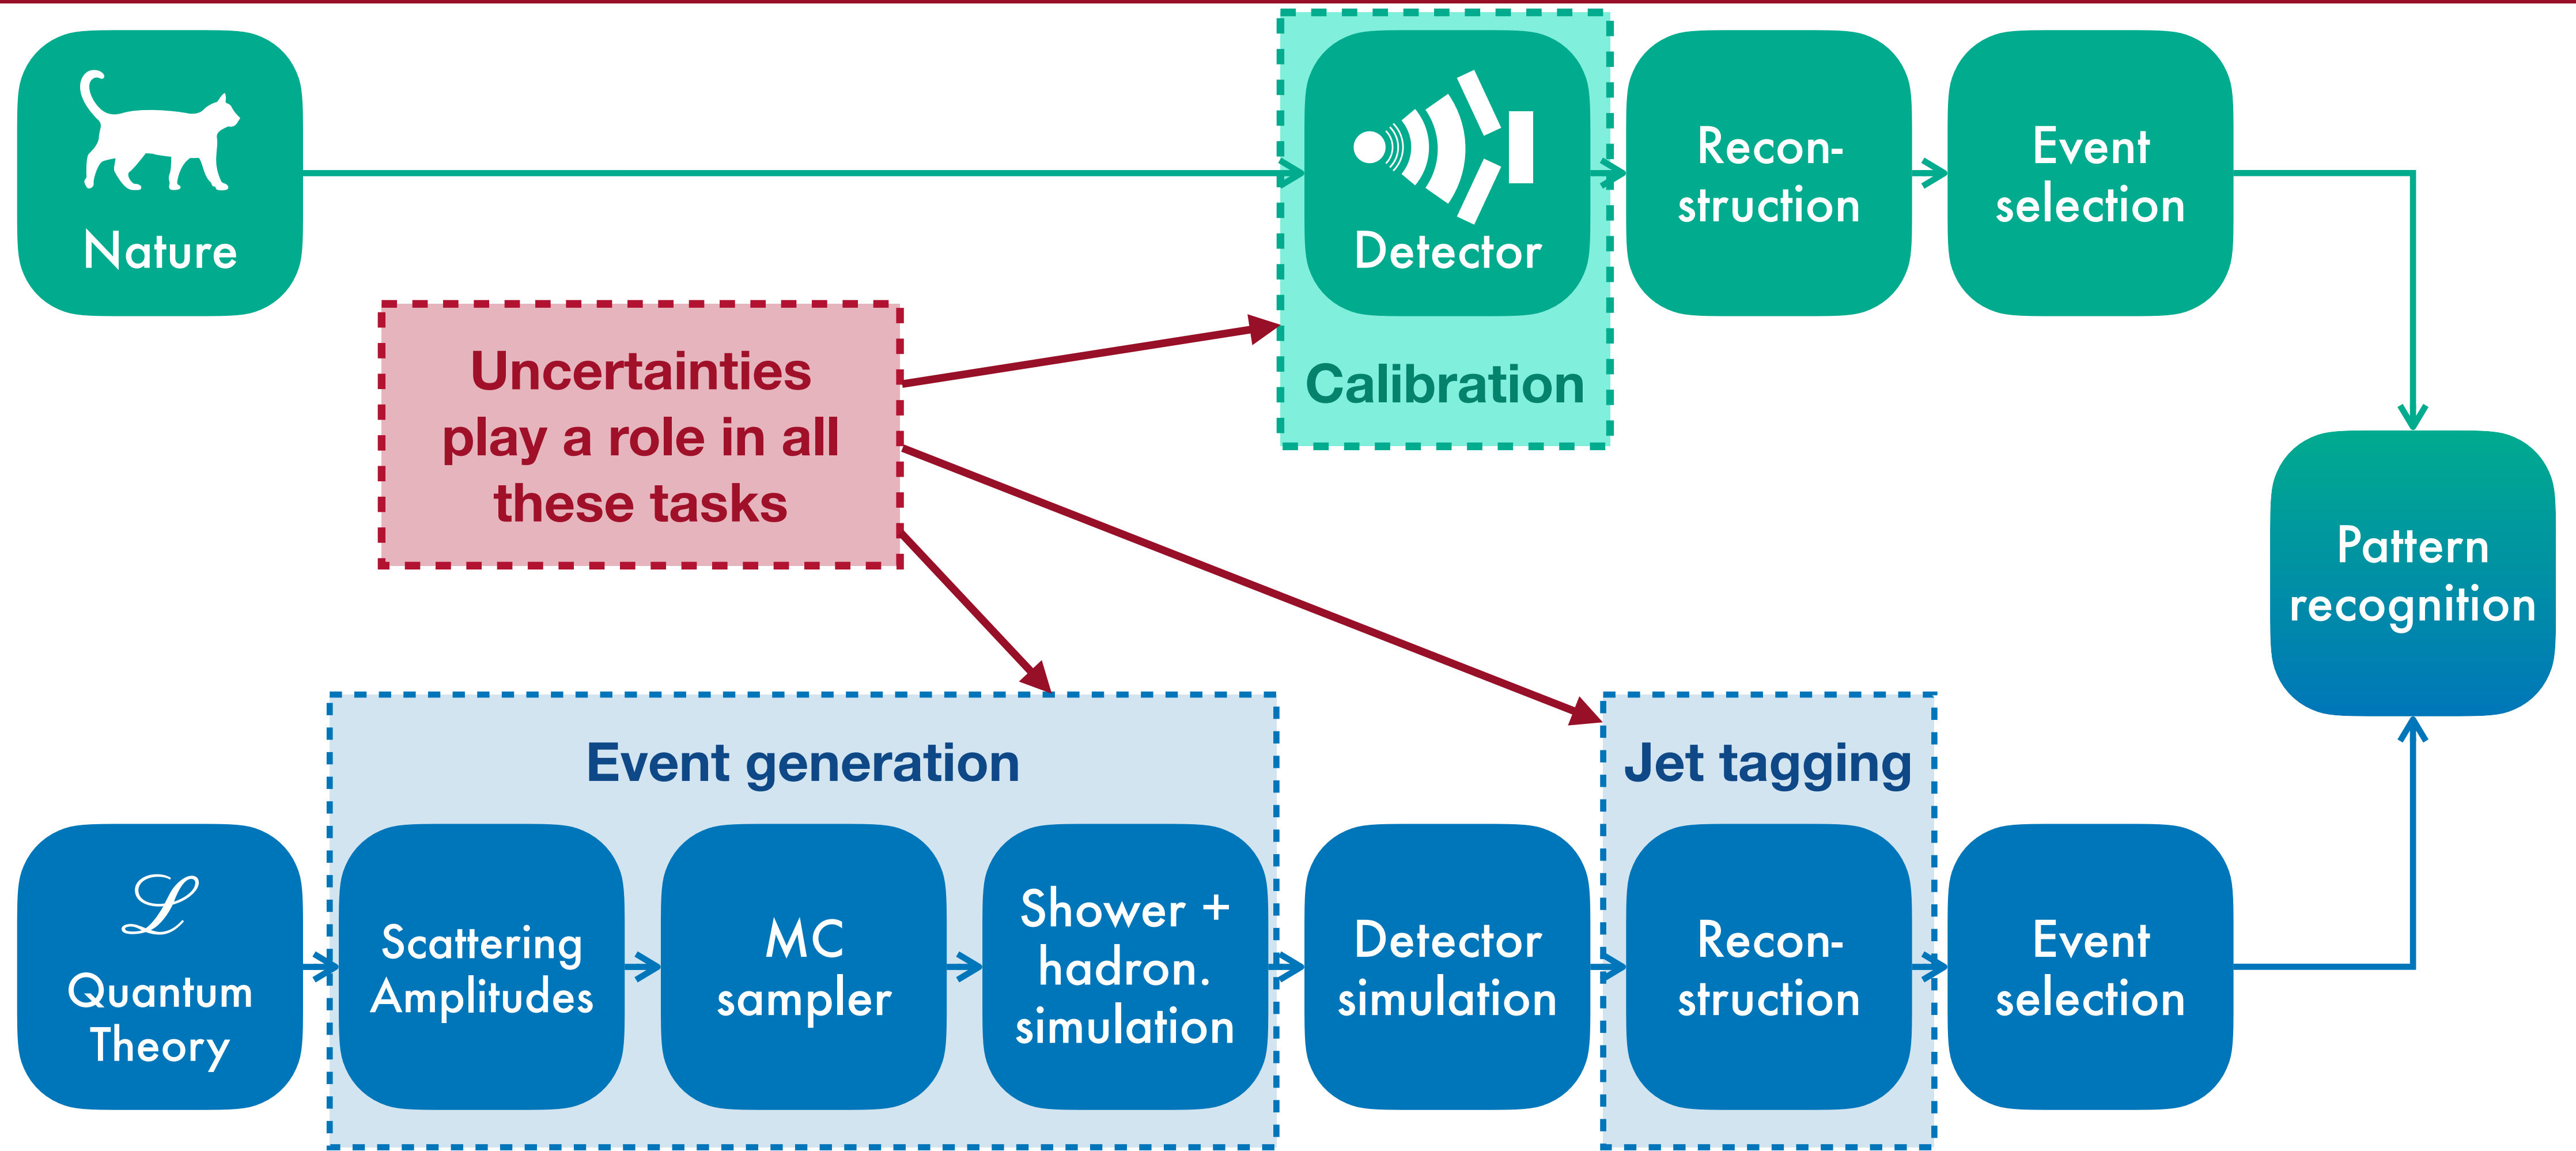 Nature
Detector
Calibration
Recon-
struction
Event
selection
Uncertainties
play a role in all
these tasks
Pattern
recognition
Event generation
Jet tagging
ℒ
Quantum
Theory
Scattering
Amplitudes
MC
sampler
Shower +
hadron.
simulation
Detector
simulation
Recon-
struction
Event
selection